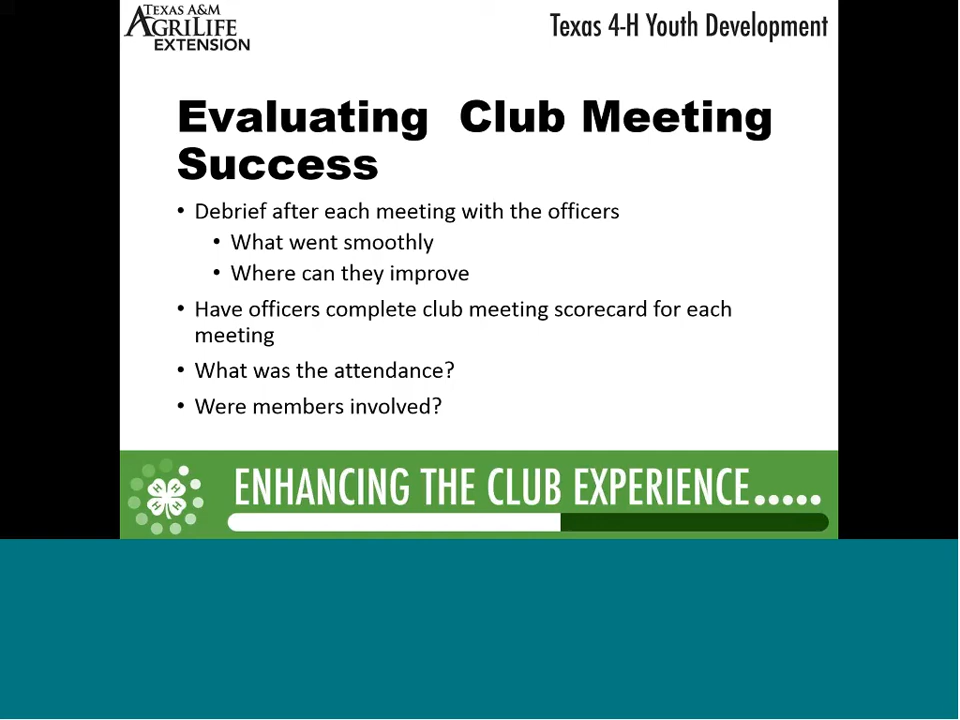 TEXAS A&M
AGRILIFE
EXTENSION
Texas 4-H Youth Development
Evaluating  Club Meeting
Success
• Debrief after each meeting with the officers
• What went smoothly
• Where can they improve
• Have officers complete club meeting scorecard for each
meeting
• What was the attendance?
• Were members involved?
H H
H H
ENHANCING THE CLUB EXPERIENCE.....